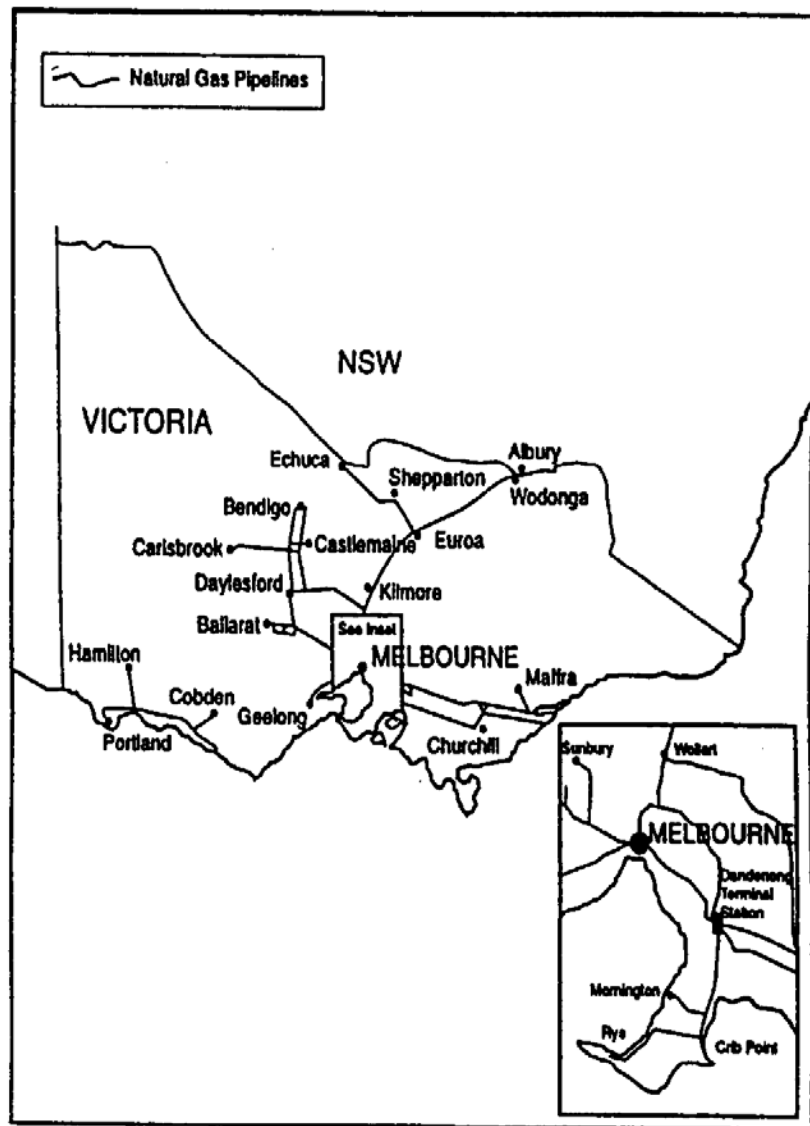 Natural Gas Pipelines
NSW
VICTORIA
Echuca
Albury
Shepparton
Wodonga
Bendigo
Euroa
Carisbrook
Castlemaine
Daylesford
Kilmore
Ballarat
See Inset
MELBOURNE
Hamilton
Maffra
Cobden
Geelong
Portland
Churchill
Sunbury
Wollert
MELBOURNE
Dandenong
Terminal
Station
Mornington
Rye
Crib Point